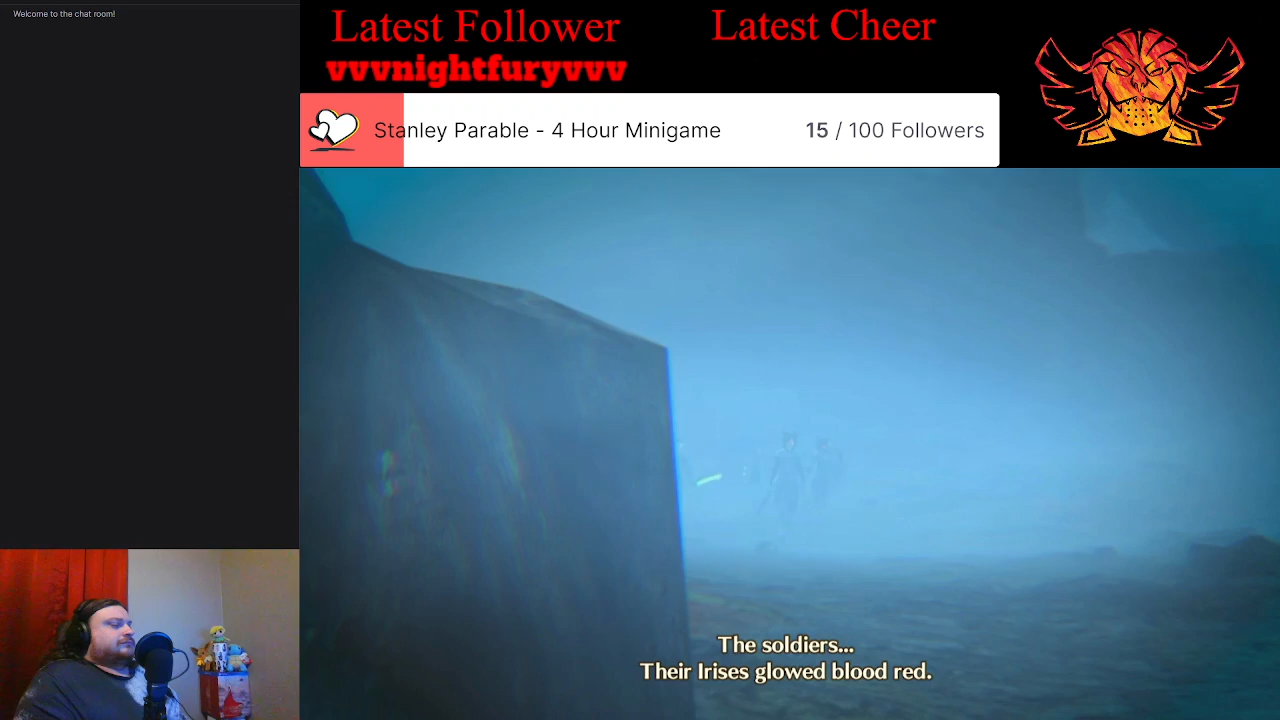 Welcome to the chat room!
Latest Follower
vvvnightfuryvvv
Latest Cheer
Stanley Parable - 4 Hour Minigame
15 / 100 Followers
The soldiers...
Their Irises glowed blood red.